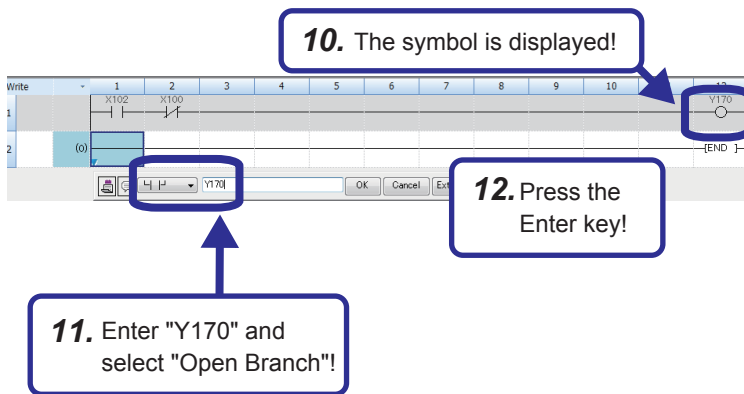 10. The symbol is displayed!
Write 1 2 3 4 5 6 7 8 9 10 12
X102 X100 Y170
1
2 (0) [END ]
Y170 OK Cancel Ext
12. Press the
Enter key!
11. Enter "Y170" and
select "Open Branch"!